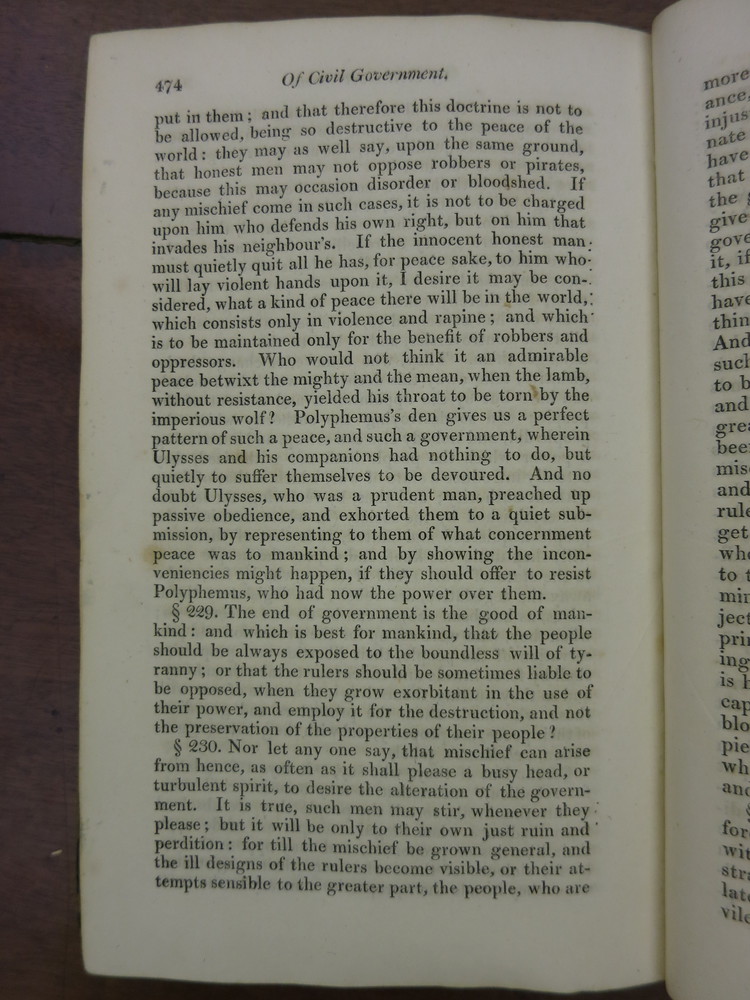 474 Of Civil Government.
put in them; and that therefore this doctrine is not to
be allowed, being so destructive to the peace of the
world: they may as well say, upon the same ground,
that honest men may not oppose robbers or pirates,
because this may occasion disorder or bloodshed. If
any mischief come in such cases, it is not to be charged
upon him who defends his own right, but on him that
invades his neighbour's. If the innocent honest man
must quietly quit all he has, for peace sake, to him who
will lay violent hands upon it, I desire it may be con-
sidered, what a kind of peace there will be in the world,
which consists only in violence and rapine; and which
is to be maintained only for the benefit of robbers and
oppressors. Who would not think it an admirable
peace betwixt the mighty and the mean, when the lamb,
without resistance, yielded his throat to be torn by the
imperious wolf? Polyphemus's den gives us a perfect
pattern of such a peace, and such a government, wherein
Ulysses and his companions had nothing to do, but
quietly to suffer themselves to be devoured. And no
doubt Ulysses, who was a prudent man, preached up
passive obedience, and exhorted them to a quiet sub-
mission, by representing to them of what concernment
peace was to mankind; and by showing the incon-
veniencies might happen, if they should offer to resist
Polyphemus, who had now the power over them.
§ 229. The end of government is the good of man-
kind: and which is best for mankind, that the people
should be always exposed to the boundless will of ty-
ranny; or that the rulers should be sometimes liable to
be opposed, when they grow exorbitant in the use of
their power, and employ it for the destruction, and not
the preservation of the properties of their people?
§ 230. Nor let any one say, that mischief can arise
from hence, as often as it shall please a busy head, or
turbulent spirit, to desire the alteration of the govern-
ment. It is true, such men may stir, whenever they
please; but it will be only to their own just ruin and
perdition: for till the mischief be grown general, and
the ill designs of the rulers become visible, or their at-
tempts sensible to the greater part, the people, who are
more
ance,
injus
nate
have
that
the
give
gove
it, if
this
have
thin
And
such
to b
and
grea
been
misc
and
rule
get
who
to t
min
ject
prin
ing
is h
cap
blo
pie
wh
and
for
wit
stra
late
vile